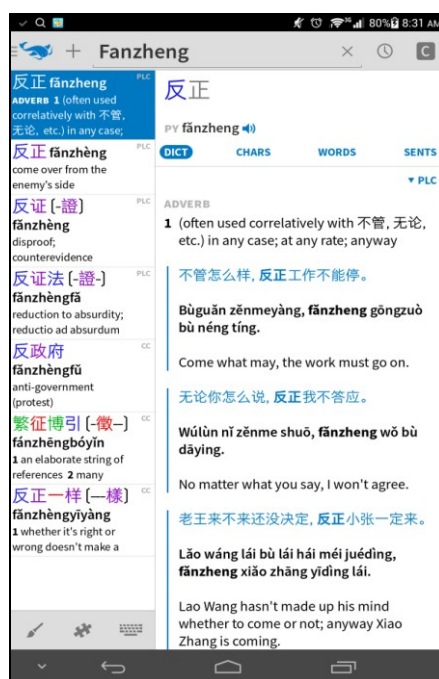 80% 8:31 AM
Fanzheng
C
反正 fǎnzheng PLC
ADVERB 1 (often used
correlatively with 不管,
无论, etc.) in any case;
反正 fǎnzhèng PLC
come over from the
enemy's side
反证 [-證] PLC
fǎnzhèng
disproof;
counterevidence
反证法 [-證-] PLC
fǎnzhèngfǎ
reduction to absurdity;
reductio ad absurdum
反政府 CC
fǎnzhèngfǔ
anti-government
(protest)
繁征博引 [-徵--] CC
fánzhēngbóyǐn
1 an elaborate string of
references 2 many
反正一样 [---樣] CC
fǎnzhèngyīyàng
1 whether it's right or
wrong doesn't make a
反正
PY fǎnzheng
DICT CHARS WORDS SENTS
PLC
ADVERB
1 (often used correlatively with 不管, 无论,
etc.) in any case; at any rate; anyway
不管怎么样, 反正工作不能停。
Bùguǎn zěnmeyàng, fǎnzheng gōngzuò
bù néng tíng.
Come what may, the work must go on.
无论你怎么说, 反正我不答应。
Wúlùn nǐ zěnme shuō, fǎnzheng wǒ bù
dāying.
No matter what you say, I won't agree.
老王来不来还没决定, 反正小张一定来。
Lǎo wáng lái bù lái hái méi juédìng,
fǎnzheng xiǎo zhāng yīdìng lái.
Lao Wang hasn't made up his mind
whether to come or not; anyway Xiao
Zhang is coming.